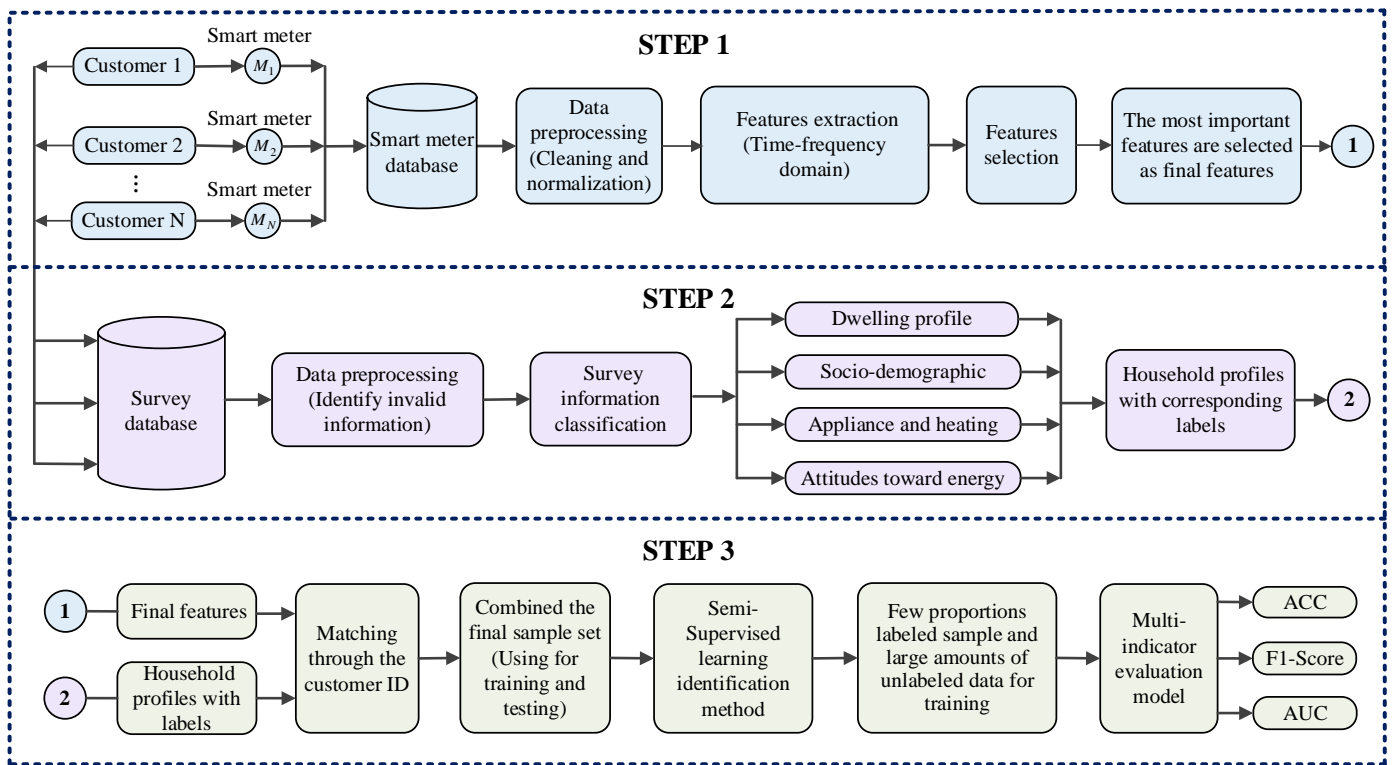 STEP 1
Smart meter
Customer 1
M1
Smart meter
Customer 2
M2
⋮
Smart meter
Customer N
MN
Smart meter
database
Data
preprocessing
(Cleaning and
normalization)
Features extraction
(Time-frequency
domain)
Features
selection
The most important
features are selected
as final features
1
STEP 2
Survey
database
Data preprocessing
(Identify invalid
information)
Survey
information
classification
Dwelling profile
Socio-demographic
Appliance and heating
Attitudes toward energy
Household profiles
with corresponding
labels
2
STEP 3
1
Final features
2
Household
profiles with
labels
Matching
through the
customer ID
Combined the
final sample set
(Using for
training and
testing)
Semi-
Supervised
learning
identification
method
Few proportions
labeled sample and
large amounts of
unlabeled data for
training
Multi-
indicator
evaluation
model
ACC
F1-Score
AUC